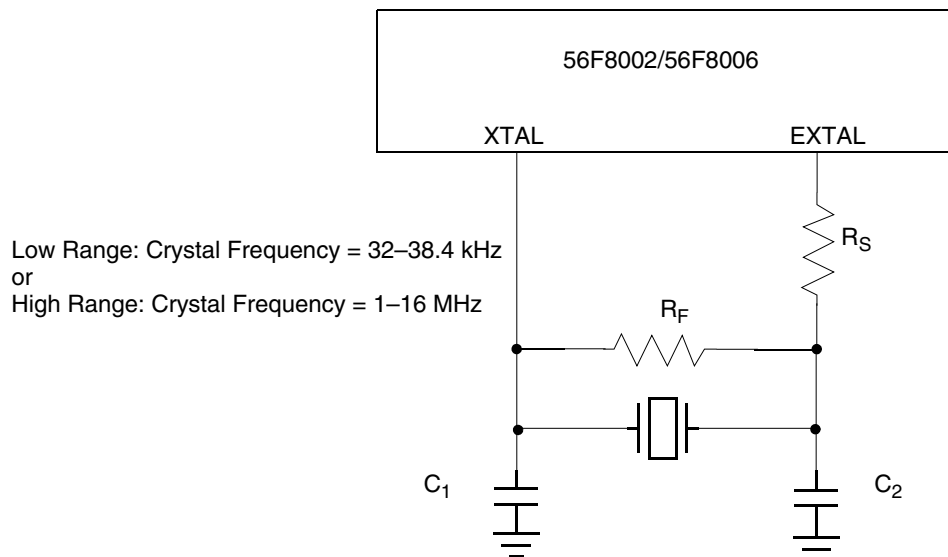 56F8002/56F8006
XTAL
EXTAL
Low Range: Crystal Frequency = 32–38.4 kHz
or
High Range: Crystal Frequency = 1–16 MHz
RS
RF
C1
C2